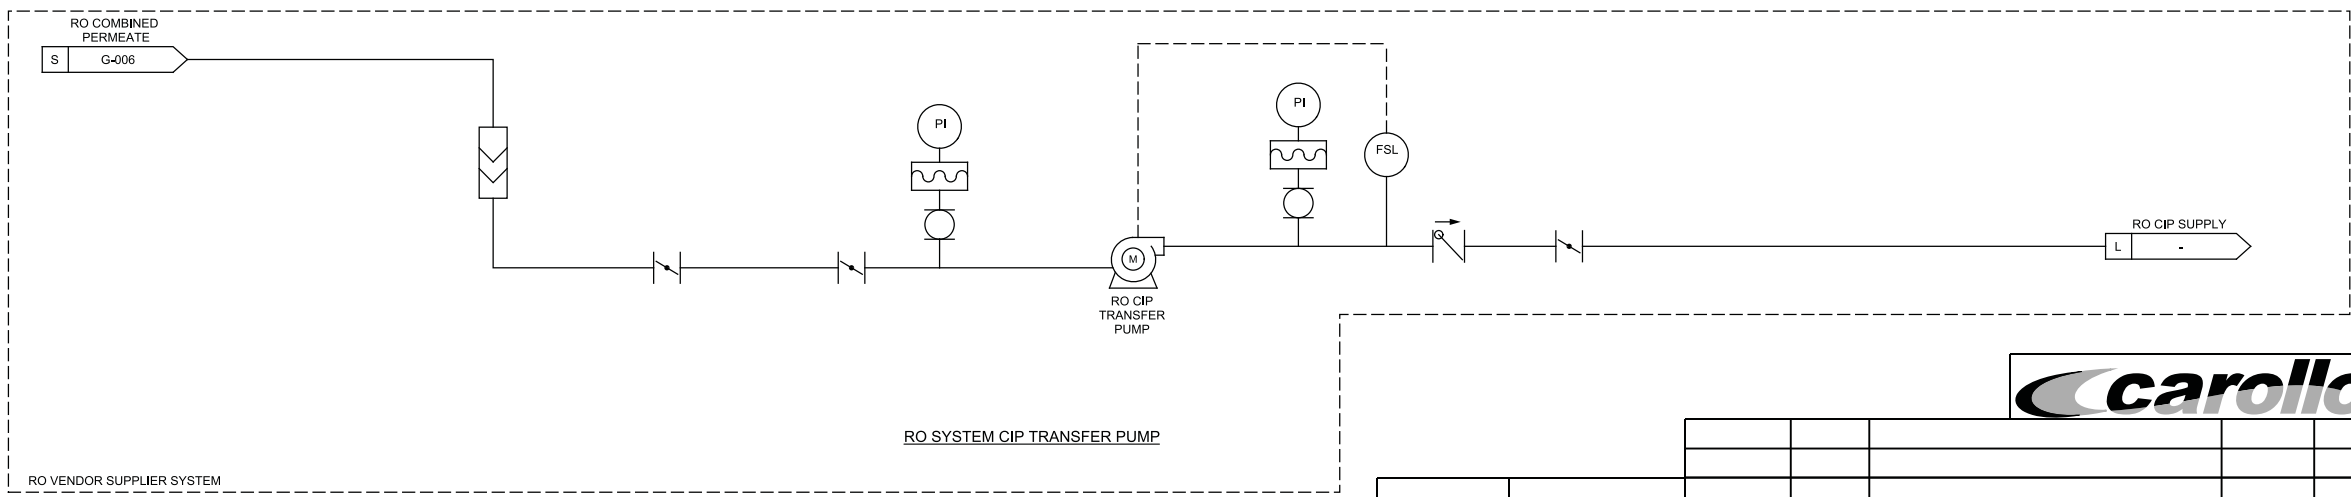 RO COMBINED
PERMEATE
S G-006
PI
PI
FSL
M
RO CIP
TRANSFER
PUMP
RO CIP SUPPLY
L -
RO SYSTEM CIP TRANSFER PUMP
RO VENDOR SUPPLIER SYSTEM
carollo